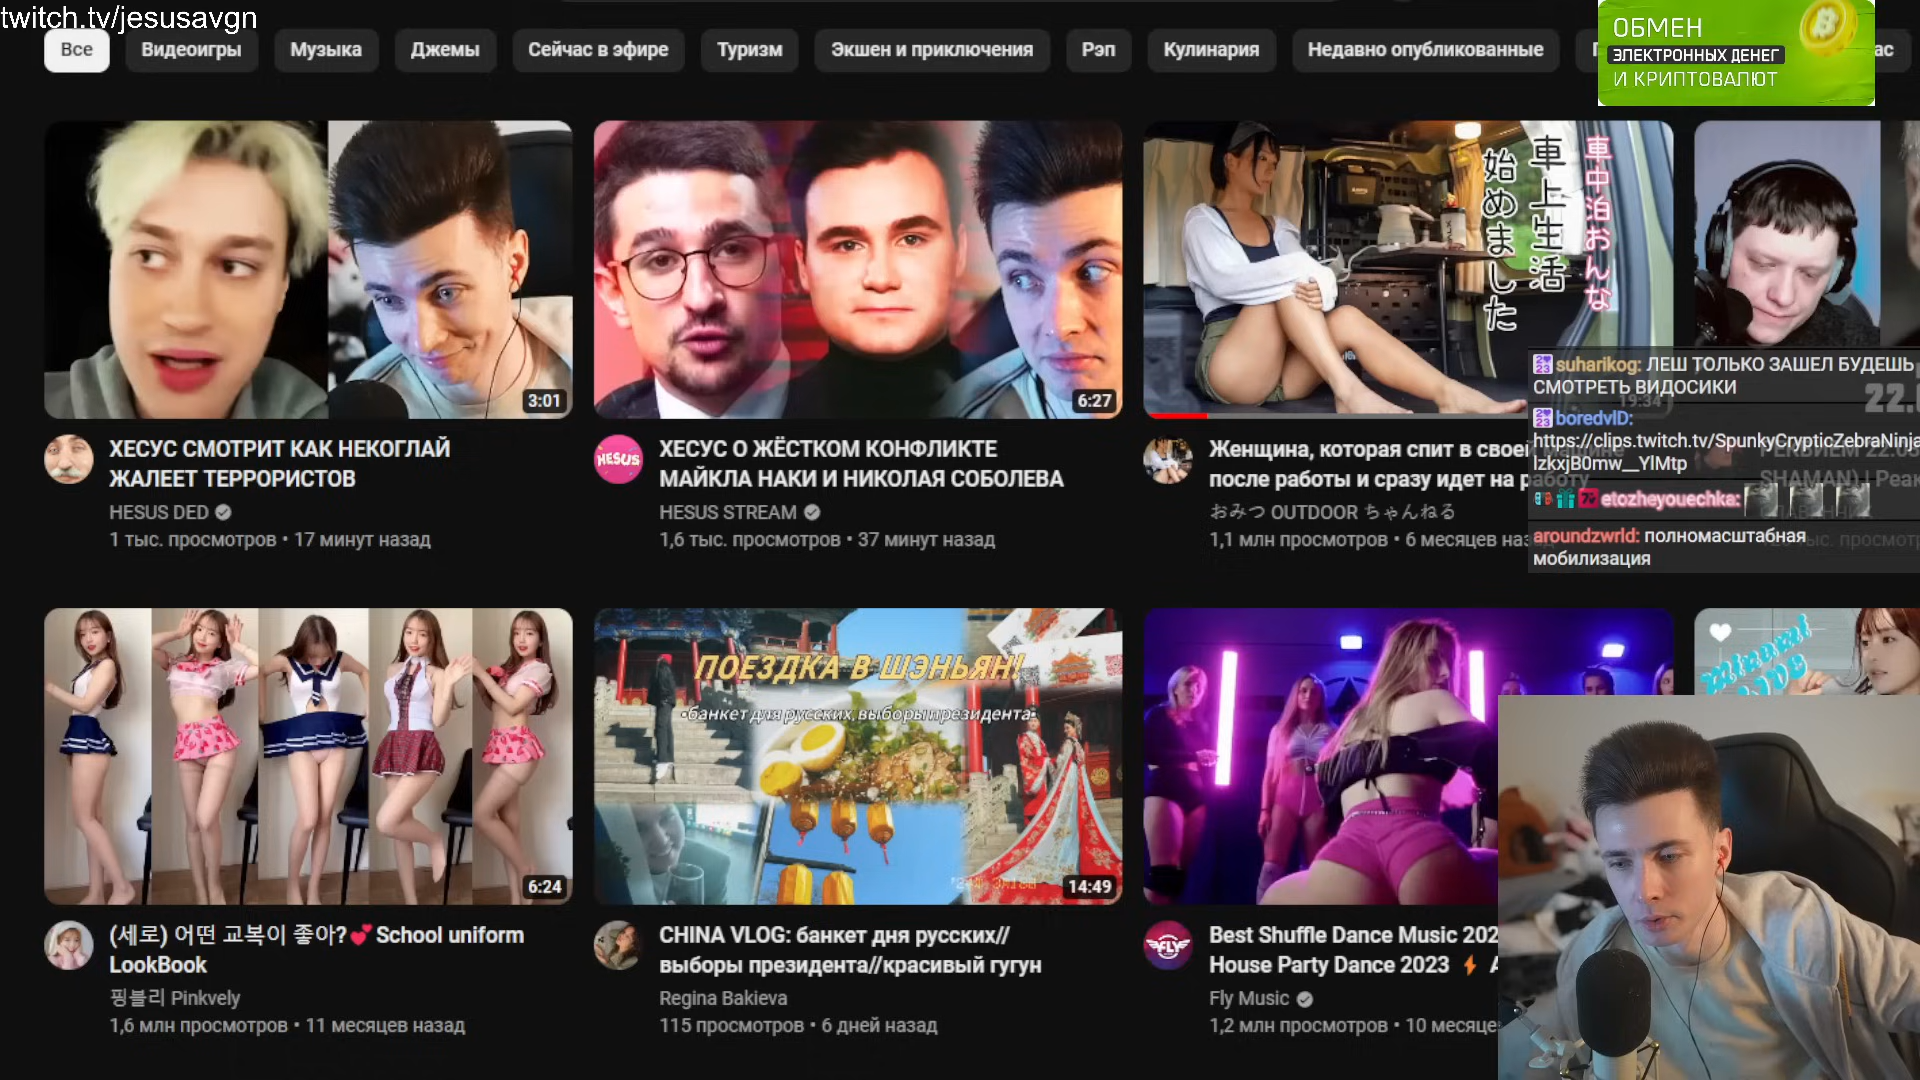 twitch.tv/jesusavgn
Все
Видеоигры
Музыка
Джемы
Сейчас в эфире
Туризм
Экшен и приключения
Рэп
Кулинария
Недавно опубликованные
ОБМЕН
ЭЛЕКТРОННЫХ ДЕНЕГ
И КРИПТОВАЛЮТ
3:01
6:27
車中泊おんな
車上生活
始めました
19:34
ХЕСУС СМОТРИТ КАК НЕКОГЛАЙ
ЖАЛЕЕТ ТЕРРОРИСТОВ
HESUS DED
1 тыс. просмотров • 17 минут назад
HESUS
ХЕСУС О ЖЁСТКОМ КОНФЛИКТЕ
МАЙКЛА НАКИ И НИКОЛАЯ СОБОЛЕВА
HESUS STREAM
1,6 тыс. просмотров • 37 минут назад
Женщина, которая спит в своей машине
после работы и сразу идет на работу
おみつ OUTDOOR ちゃんねる
1,1 млн просмотров • 6 месяцев назад
suharikog: ЛЕШ ТОЛЬКО ЗАШЕЛ БУДЕШЬ
СМОТРЕТЬ ВИДОСИКИ
boredvlD:
https://clips.twitch.tv/SpunkyCrypticZebraNinja
lzkxjB0mw__YlMtp
etozheyouechka:
aroundzwrld: полномасштабная
мобилизация
6:24
ПОЕЗДКА В ШЭНЬЯН!
•банкет для русских, выборы президента•
14:49
(세로) 어떤 교복이 좋아?💕 School uniform
LookBook
핑블리 Pinkvely
1,6 млн просмотров • 11 месяцев назад
CHINA VLOG: банкет дня русских//
выборы президента//красивый гугун
Regina Bakieva
115 просмотров • 6 дней назад
FLY
Best Shuffle Dance Music 202
House Party Dance 2023 ⚡
Fly Music
1,2 млн просмотров • 10 месяце